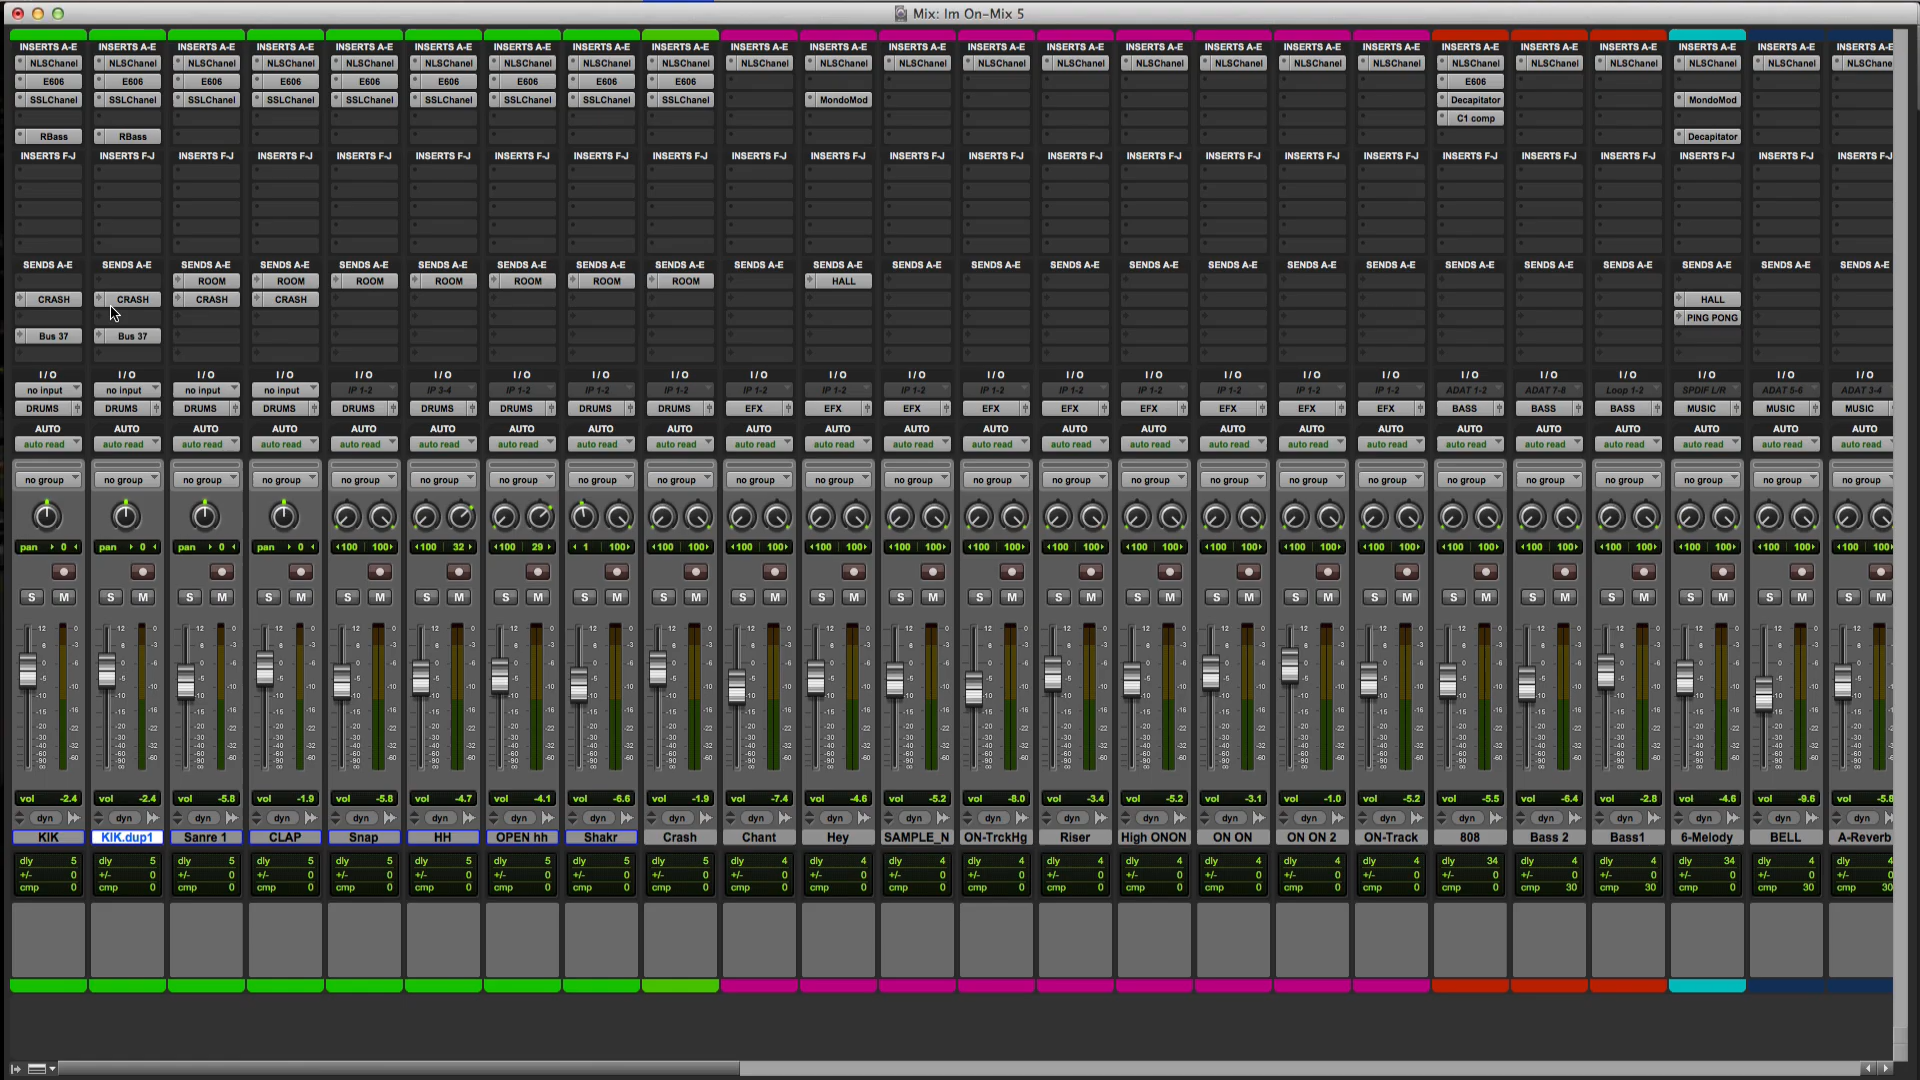 Mix: Im On-Mix 5
INSERTS A-E INSERTS A-E INSERTS A-E INSERTS A-E INSERTS A-E INSERTS A-E INSERTS A-E INSERTS A-E INSERTS A-E INSERTS A-E INSERTS A-E INSERTS A-E INSERTS A-E INSERTS A-E INSERTS A-E INSERTS A-E INSERTS A-E INSERTS A-E INSERTS A-E INSERTS A-E INSERTS A-E INSERTS A-E INSERTS A-E INSERTS A-E
NLSChanel NLSChanel NLSChanel NLSChanel NLSChanel NLSChanel NLSChanel NLSChanel NLSChanel NLSChanel NLSChanel NLSChanel NLSChanel NLSChanel NLSChanel NLSChanel NLSChanel NLSChanel NLSChanel NLSChanel NLSChanel NLSChanel NLSChanel NLSChane
E606 E606 E606 E606 E606 E606 E606 E606 E606 E606
SSLChanel SSLChanel SSLChanel SSLChanel SSLChanel SSLChanel SSLChanel SSLChanel SSLChanel MondoMod Decapitator MondoMod
C1 comp
RBass RBass Decapitator
INSERTS F-J INSERTS F-J INSERTS F-J INSERTS F-J INSERTS F-J INSERTS F-J INSERTS F-J INSERTS F-J INSERTS F-J INSERTS F-J INSERTS F-J INSERTS F-J INSERTS F-J INSERTS F-J INSERTS F-J INSERTS F-J INSERTS F-J INSERTS F-J INSERTS F-J INSERTS F-J INSERTS F-J INSERTS F-J INSERTS F-J INSERTS F-J
SENDS A-E SENDS A-E SENDS A-E SENDS A-E SENDS A-E SENDS A-E SENDS A-E SENDS A-E SENDS A-E SENDS A-E SENDS A-E SENDS A-E SENDS A-E SENDS A-E SENDS A-E SENDS A-E SENDS A-E SENDS A-E SENDS A-E SENDS A-E SENDS A-E SENDS A-E SENDS A-E SENDS A-E
ROOM ROOM ROOM ROOM ROOM ROOM ROOM HALL
CRASH CRASH CRASH CRASH HALL
PING PONG
Bus 37 Bus 37
I/O I/O I/O I/O I/O I/O I/O I/O I/O I/O I/O I/O I/O I/O I/O I/O I/O I/O I/O I/O I/O I/O I/O I/O
no input no input no input no input IP 1-2 IP 3-4 IP 1-2 IP 1-2 IP 1-2 IP 1-2 IP 1-2 IP 1-2 IP 1-2 IP 1-2 IP 1-2 IP 1-2 IP 1-2 IP 1-2 ADAT 1-2 ADAT 7-8 Loop 1-2 SPDIF L/R ADAT 5-6 ADAT 3-4
DRUMS DRUMS DRUMS DRUMS DRUMS DRUMS DRUMS DRUMS DRUMS EFX EFX EFX EFX EFX EFX EFX EFX EFX BASS BASS BASS MUSIC MUSIC MUSIC
AUTO AUTO AUTO AUTO AUTO AUTO AUTO AUTO AUTO AUTO AUTO AUTO AUTO AUTO AUTO AUTO AUTO AUTO AUTO AUTO AUTO AUTO AUTO AUTO
auto read auto read auto read auto read auto read auto read auto read auto read auto read auto read auto read auto read auto read auto read auto read auto read auto read auto read auto read auto read auto read auto read auto read auto read
no group no group no group no group no group no group no group no group no group no group no group no group no group no group no group no group no group no group no group no group no group no group no group no group
pan 0 pan 0 pan 0 pan 0 100 100 100 32 100 29 1 100 100 100 100 100 100 100 100 100 100 100 100 100 100 100 100 100 100 100 100 100 100 100 100 100 100 100 100 100 100 100 100 100
S M S M S M S M S M S M S M S M S M S M S M S M S M S M S M S M S M S M S M S M S M S M S M S M
vol -2.4 vol -2.4 vol -5.8 vol -1.9 vol -5.8 vol -4.7 vol -4.1 vol -6.6 vol -1.9 vol -7.4 vol -4.6 vol -5.2 vol -8.0 vol -3.4 vol -5.2 vol -3.1 vol -1.0 vol -5.2 vol -5.5 vol -6.4 vol -2.8 vol -4.6 vol -9.6 vol -5.8
dyn dyn dyn dyn dyn dyn dyn dyn dyn dyn dyn dyn dyn dyn dyn dyn dyn dyn dyn dyn dyn dyn dyn dyn
KIK KIK.dup1 Sanre 1 CLAP Snap HH OPEN hh Shakr Crash Chant Hey SAMPLE_N ON-TrckHg Riser High ONON ON ON ON ON 2 ON-Track 808 Bass 2 Bass1 6-Melody BELL A-Reverb
dly 5 dly 5 dly 5 dly 5 dly 5 dly 5 dly 5 dly 5 dly 5 dly 4 dly 4 dly 4 dly 4 dly 4 dly 4 dly 4 dly 4 dly 4 dly 34 dly 4 dly 4 dly 34 dly 4 dly 4
+/- 0 +/- 0 +/- 0 +/- 0 +/- 0 +/- 0 +/- 0 +/- 0 +/- 0 +/- 0 +/- 0 +/- 0 +/- 0 +/- 0 +/- 0 +/- 0 +/- 0 +/- 0 +/- 0 +/- 0 +/- 0 +/- 0 +/- 0 +/- 0
cmp 0 cmp 0 cmp 0 cmp 0 cmp 0 cmp 0 cmp 0 cmp 0 cmp 0 cmp 0 cmp 0 cmp 0 cmp 0 cmp 0 cmp 0 cmp 0 cmp 0 cmp 0 cmp 0 cmp 30 cmp 30 cmp 0 cmp 30 cmp 30